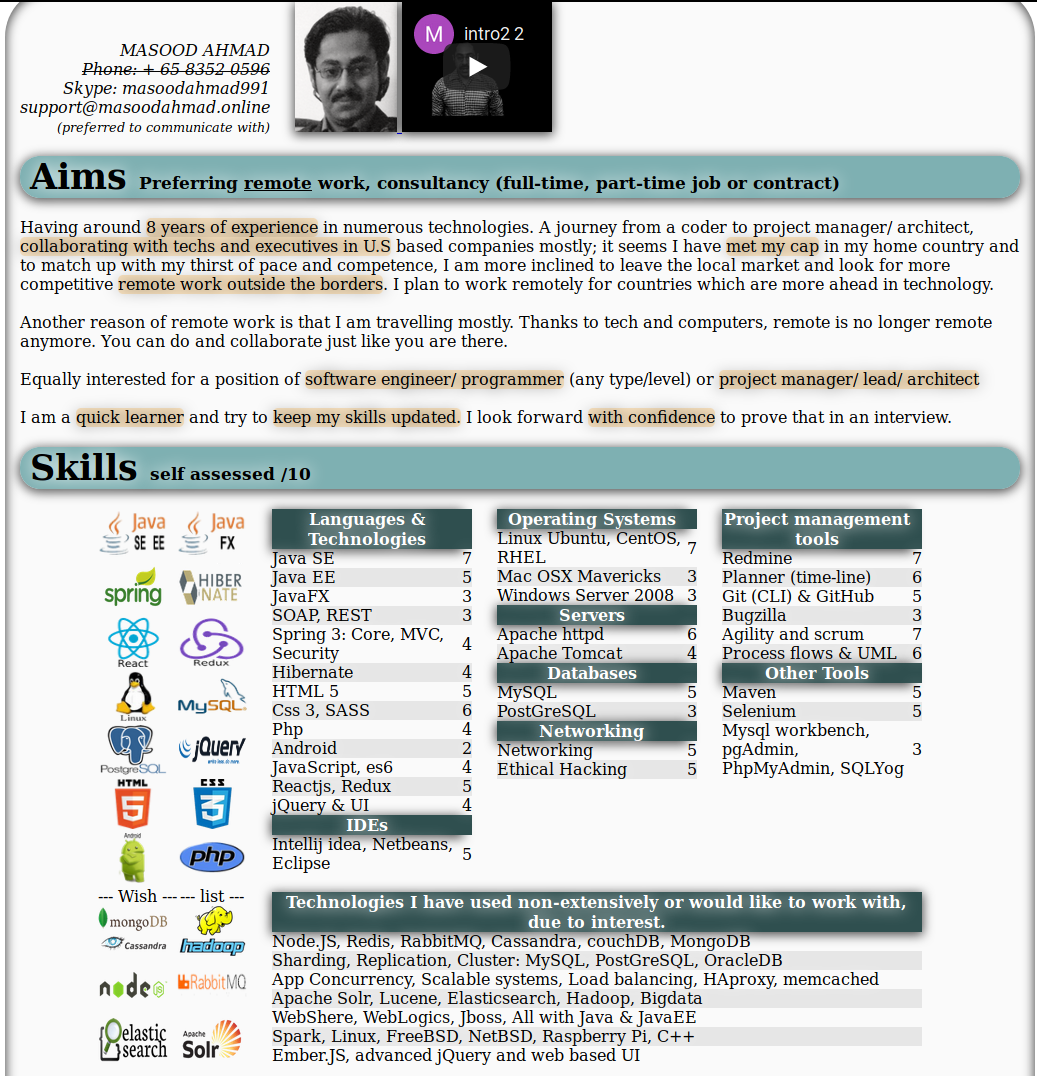 MASOOD AHMAD
Phone: + 65 8352 0596
Skype: masoodahmad991
support@masoodahmad.online
(preferred to communicate with)
M intro2 2
Aims Preferring remote work, consultancy (full-time, part-time job or contract)
Having around 8 years of experience in numerous technologies. A journey from a coder to project manager/ architect,
collaborating with techs and executives in U.S based companies mostly; it seems I have met my cap in my home country and
to match up with my thirst of pace and competence, I am more inclined to leave the local market and look for more
competitive remote work outside the borders. I plan to work remotely for countries which are more ahead in technology.
Another reason of remote work is that I am travelling mostly. Thanks to tech and computers, remote is no longer remote
anymore. You can do and collaborate just like you are there.
Equally interested for a position of software engineer/ programmer (any type/level) or project manager/ lead/ architect
I am a quick learner and try to keep my skills updated. I look forward with confidence to prove that in an interview.
Skills self assessed /10
Java SE EE
Java FX
spring
HIBERNATE
React
Redux
Linux
MySQL
PostgreSQL
jQuery
HTML 5
CSS 3
Android
php
Languages &
Technologies
Java SE 7
Java EE 5
JavaFX 3
SOAP, REST 3
Spring 3: Core, MVC,
Security 4
Hibernate 4
HTML 5 5
Css 3, SASS 6
Php 4
Android 2
JavaScript, es6 4
Reactjs, Redux 5
jQuery & UI 4
IDEs
Intellij idea, Netbeans,
Eclipse 5
Operating Systems
Linux Ubuntu, CentOS,
RHEL 7
Mac OSX Mavericks 3
Windows Server 2008 3
Servers
Apache httpd 6
Apache Tomcat 4
Databases
MySQL 5
PostGreSQL 3
Networking
Networking 5
Ethical Hacking 5
Project management
tools
Redmine 7
Planner (time-line) 6
Git (CLI) & GitHub 5
Bugzilla 3
Agility and scrum 7
Process flows & UML 6
Other Tools
Maven 5
Selenium 5
Mysql workbench,
pgAdmin, 3
PhpMyAdmin, SQLYog
--- Wish --- --- list ---
mongoDB
Cassandra
hadoop
node JS
RabbitMQ
elastic search
Apache Solr
Technologies I have used non-extensively or would like to work with,
due to interest.
Node.JS, Redis, RabbitMQ, Cassandra, couchDB, MongoDB
Sharding, Replication, Cluster: MySQL, PostGreSQL, OracleDB
App Concurrency, Scalable systems, Load balancing, HAproxy, memcached
Apache Solr, Lucene, Elasticsearch, Hadoop, Bigdata
WebShere, WebLogics, Jboss, All with Java & JavaEE
Spark, Linux, FreeBSD, NetBSD, Raspberry Pi, C++
Ember.JS, advanced jQuery and web based UI